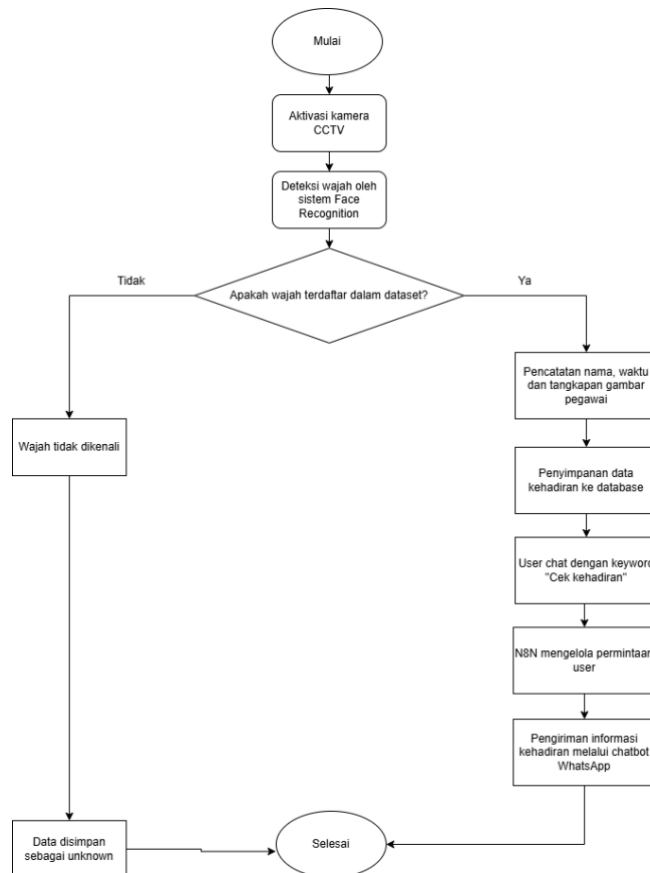 Mulai
Aktivasi kamera
CCTV
Deteksi wajah oleh
sistem Face
Recognition
Apakah wajah terdaftar dalam dataset?
Tidak
Ya
Wajah tidak dikenali
Data disimpan
sebagai unknown
Pencatatan nama, waktu
dan tangkapan gambar
pegawai
Penyimpanan data
kehadiran ke database
User chat dengan keyword
"Cek kehadiran"
N8N mengelola permintaan
user
Pengiriman informasi
kehadiran melalui chatbot
WhatsApp
Selesai